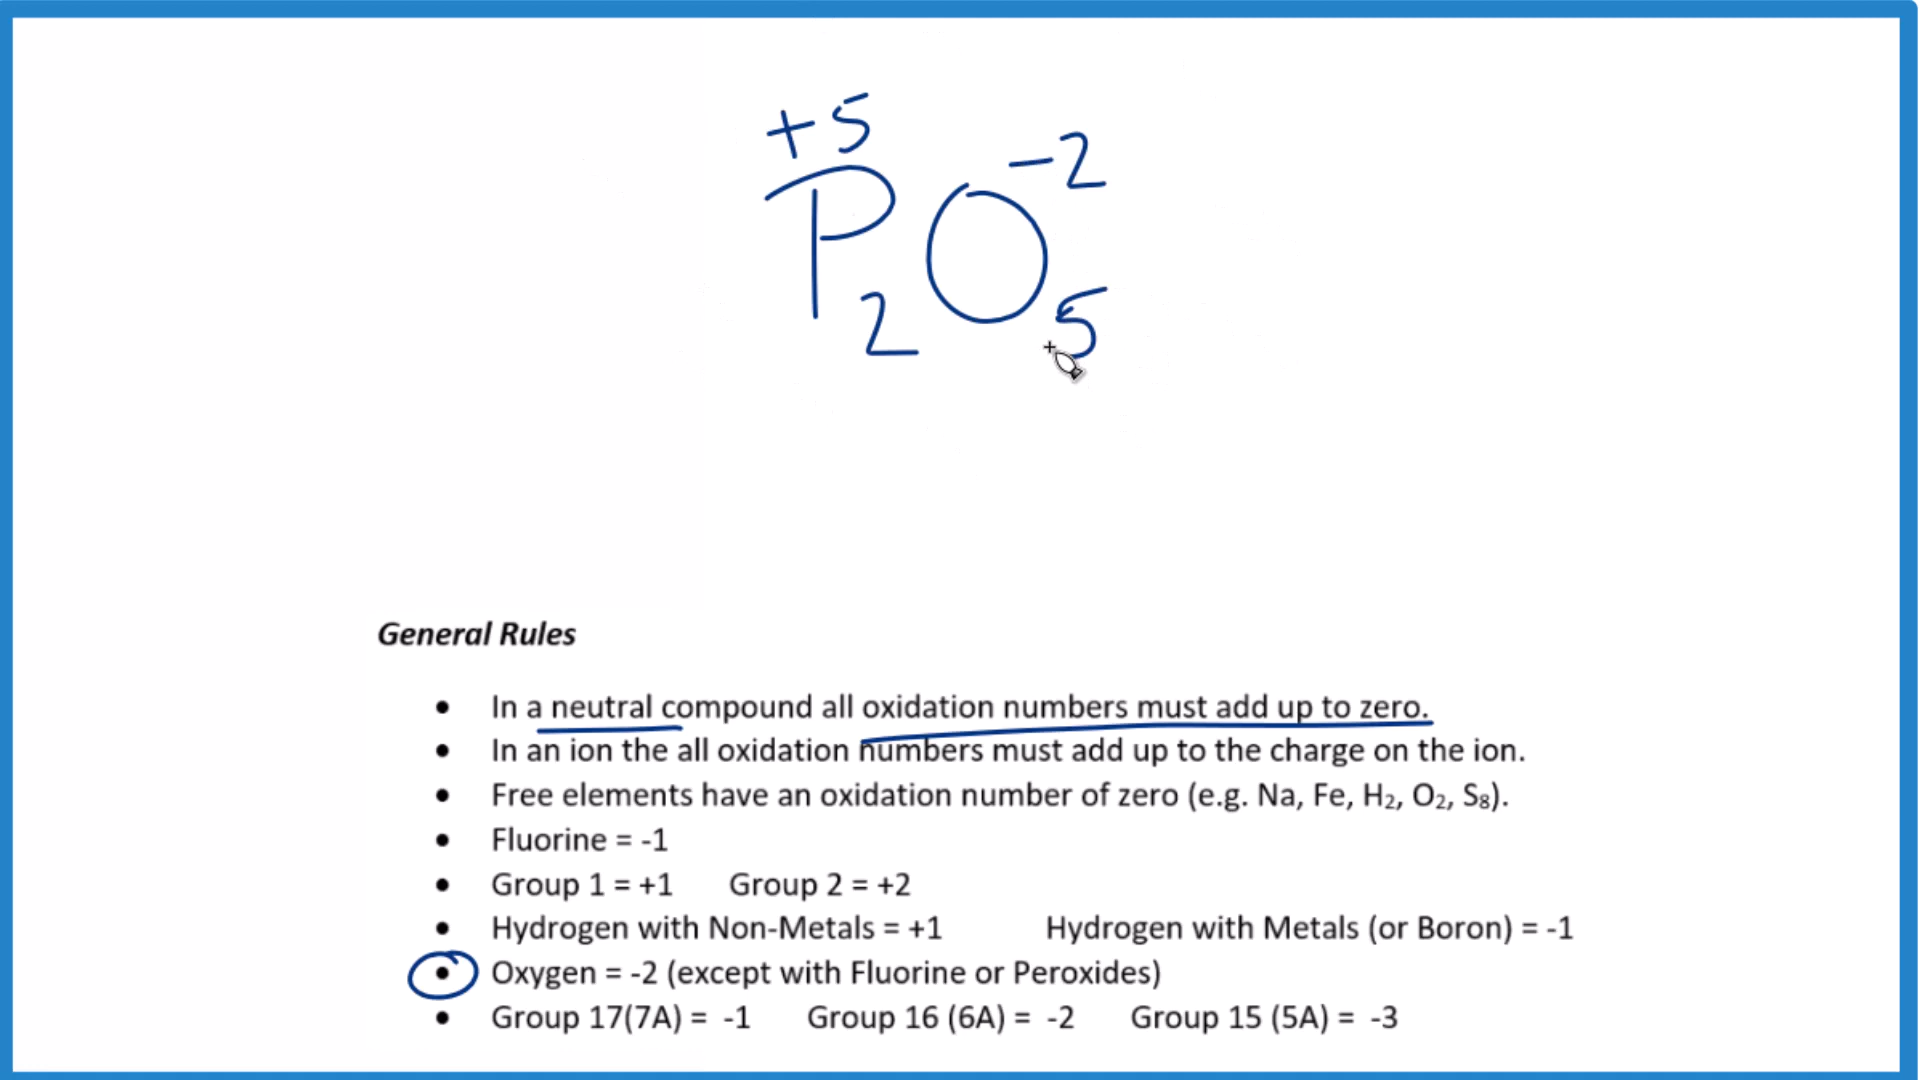 +5 -2
P2O5
General Rules
• In a neutral compound all oxidation numbers must add up to zero.
• In an ion the all oxidation numbers must add up to the charge on the ion.
• Free elements have an oxidation number of zero (e.g. Na, Fe, H₂, O₂, S₈).
• Fluorine = -1
• Group 1 = +1 Group 2 = +2
• Hydrogen with Non-Metals = +1 Hydrogen with Metals (or Boron) = -1
• Oxygen = -2 (except with Fluorine or Peroxides)
• Group 17(7A) = -1 Group 16 (6A) = -2 Group 15 (5A) = -3